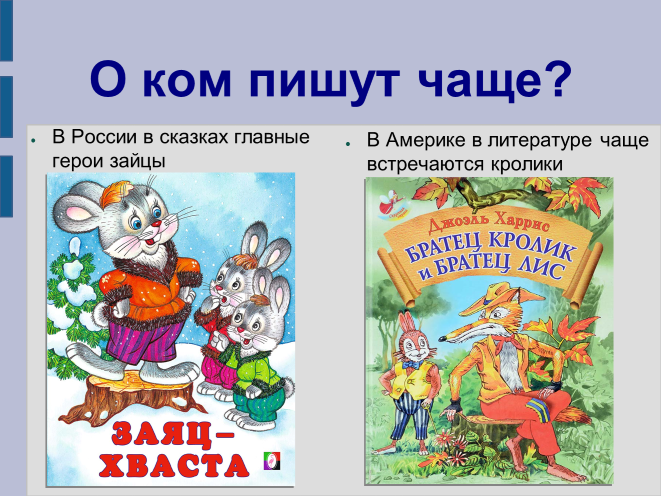 О ком пишут чаще?
В России в сказках главные
герои зайцы
ЗАЯЦ-
ХВАСТА
В Америке в литературе чаще
встречаются кролики
Джоэль Харрис
БРАТЕЦ КРОЛИК
и БРАТЕЦ ЛИС